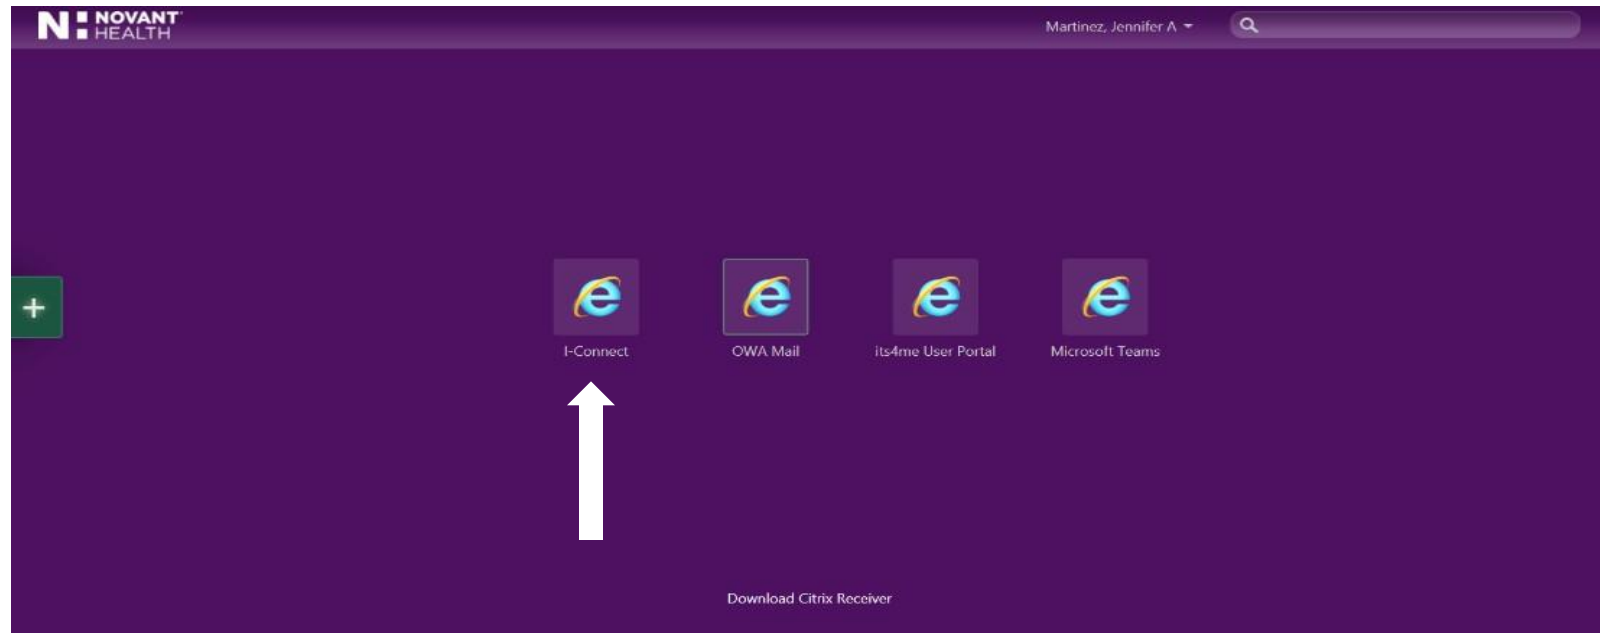 NOVANT
HEALTH
Martinez, Jennifer A
I-Connect
OWA Mail
its4me User Portal
Microsoft Teams
Download Citrix Receiver